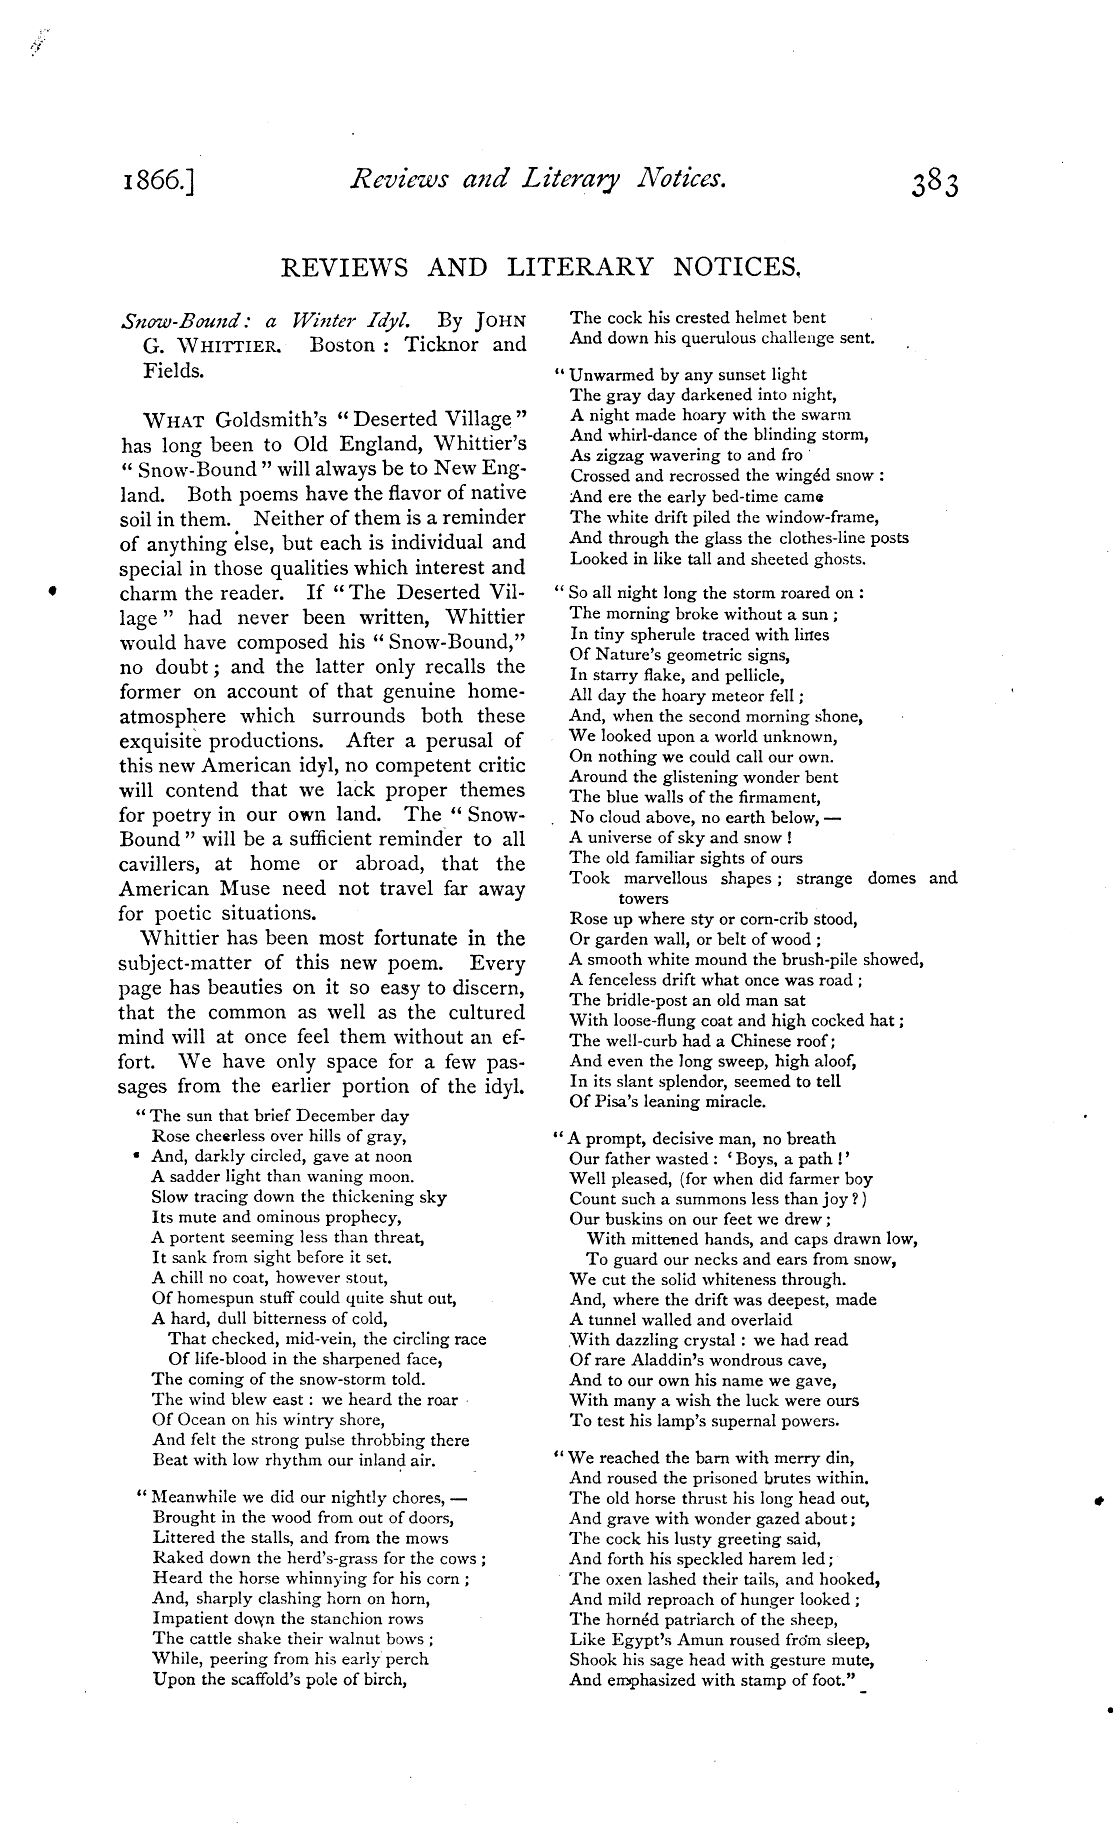 1866.] Reviews and Literary Notices. 383
REVIEWS AND LITERARY NOTICES.
Snow-Bound: a Winter Idyl. By JOHN
G. WHITTIER. Boston : Ticknor and
Fields.
WHAT Goldsmith's " Deserted Village "
has long been to Old England, Whittier's
" Snow-Bound " will always be to New Eng-
land. Both poems have the flavor of native
soil in them. Neither of them is a reminder
of anything else, but each is individual and
special in those qualities which interest and
charm the reader. If " The Deserted Vil-
lage " had never been written, Whittier
would have composed his " Snow-Bound,"
no doubt ; and the latter only recalls the
former on account of that genuine home-
atmosphere which surrounds both these
exquisite productions. After a perusal of
this new American idyl, no competent critic
will contend that we lack proper themes
for poetry in our own land. The " Snow-
Bound " will be a sufficient reminder to all
cavillers, at home or abroad, that the
American Muse need not travel far away
for poetic situations.
Whittier has been most fortunate in the
subject-matter of this new poem. Every
page has beauties on it so easy to discern,
that the common as well as the cultured
mind will at once feel them without an ef-
fort. We have only space for a few pas-
sages from the earlier portion of the idyl.
" The sun that brief December day
Rose cheerless over hills of gray,
And, darkly circled, gave at noon
A sadder light than waning moon.
Slow tracing down the thickening sky
Its mute and ominous prophecy,
A portent seeming less than threat,
It sank from sight before it set.
A chill no coat, however stout,
Of homespun stuff could quite shut out,
A hard, dull bitterness of cold,
That checked, mid-vein, the circling race
Of life-blood in the sharpened face,
The coming of the snow-storm told.
The wind blew east : we heard the roar
Of Ocean on his wintry shore,
And felt the strong pulse throbbing there
Beat with low rhythm our inland air.
" Meanwhile we did our nightly chores, —
Brought in the wood from out of doors,
Littered the stalls, and from the mows
Raked down the herd's-grass for the cows ;
Heard the horse whinnying for his corn ;
And, sharply clashing horn on horn,
Impatient down the stanchion rows
The cattle shake their walnut bows ;
While, peering from his early perch
Upon the scaffold's pole of birch,
The cock his crested helmet bent
And down his querulous challenge sent.
" Unwarmed by any sunset light
The gray day darkened into night,
A night made hoary with the swarm
And whirl-dance of the blinding storm,
As zigzag wavering to and fro
Crossed and recrossed the wingéd snow :
And ere the early bed-time came
The white drift piled the window-frame,
And through the glass the clothes-line posts
Looked in like tall and sheeted ghosts.
" So all night long the storm roared on :
The morning broke without a sun ;
In tiny spherule traced with lines
Of Nature's geometric signs,
In starry flake, and pellicle,
All day the hoary meteor fell ;
And, when the second morning shone,
We looked upon a world unknown,
On nothing we could call our own.
Around the glistening wonder bent
The blue walls of the firmament,
No cloud above, no earth below, —
A universe of sky and snow !
The old familiar sights of ours
Took marvellous shapes ; strange domes and
towers
Rose up where sty or corn-crib stood,
Or garden wall, or belt of wood ;
A smooth white mound the brush-pile showed,
A fenceless drift what once was road ;
The bridle-post an old man sat
With loose-flung coat and high cocked hat ;
The well-curb had a Chinese roof ;
And even the long sweep, high aloof,
In its slant splendor, seemed to tell
Of Pisa's leaning miracle.
" A prompt, decisive man, no breath
Our father wasted : ' Boys, a path ! '
Well pleased, (for when did farmer boy
Count such a summons less than joy ? )
Our buskins on our feet we drew ;
With mittened hands, and caps drawn low,
To guard our necks and ears from snow,
We cut the solid whiteness through.
And, where the drift was deepest, made
A tunnel walled and overlaid
With dazzling crystal : we had read
Of rare Aladdin's wondrous cave,
And to our own his name we gave,
With many a wish the luck were ours
To test his lamp's supernal powers.
" We reached the barn with merry din,
And roused the prisoned brutes within.
The old horse thrust his long head out,
And grave with wonder gazed about ;
The cock his lusty greeting said,
And forth his speckled harem led ;
The oxen lashed their tails, and hooked,
And mild reproach of hunger looked ;
The hornéd patriarch of the sheep,
Like Egypt's Amun roused from sleep,
Shook his sage head with gesture mute,
And emphasized with stamp of foot."